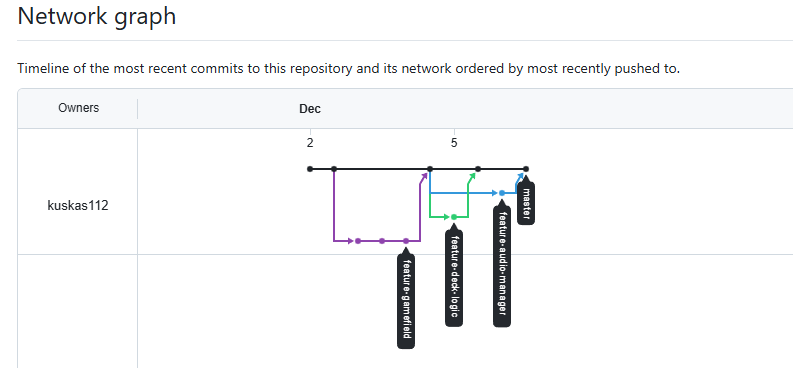 Network graph
Timeline of the most recent commits to this repository and its network ordered by most recently pushed to.
Owners
Dec
2
5
kuskas112
master
feature-audio-manager
feature-deck-logic
feature-gamefield